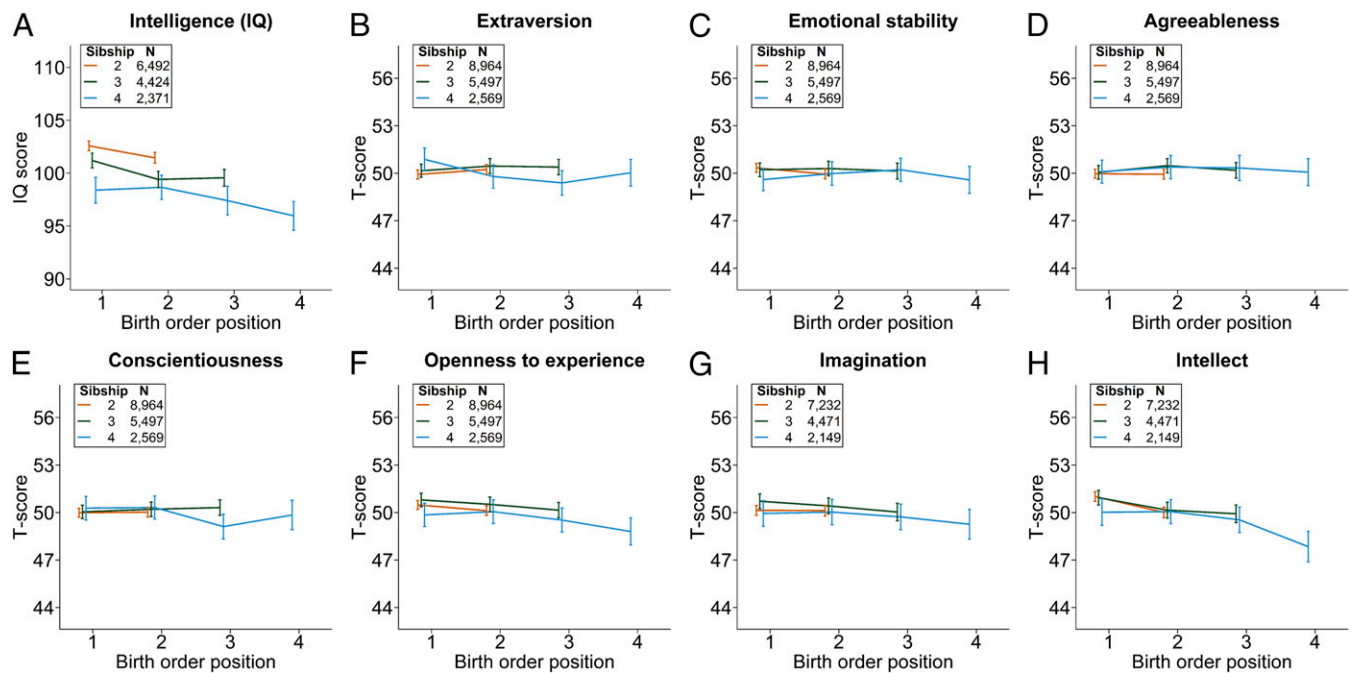 A Intelligence (IQ)
Sibship N
2 6,492
3 4,424
4 2,371
IQ score
110
105
100
95
90
1 2 3 4
Birth order position
B Extraversion
Sibship N
2 8,964
3 5,497
4 2,569
T-score
56
53
50
47
44
1 2 3 4
Birth order position
C Emotional stability
Sibship N
2 8,964
3 5,497
4 2,569
T-score
56
53
50
47
44
1 2 3 4
Birth order position
D Agreeableness
Sibship N
2 8,964
3 5,497
4 2,569
T-score
56
53
50
47
44
1 2 3 4
Birth order position
E Conscientiousness
Sibship N
2 8,964
3 5,497
4 2,569
T-score
56
53
50
47
44
1 2 3 4
Birth order position
F Openness to experience
Sibship N
2 8,964
3 5,497
4 2,569
T-score
56
53
50
47
44
1 2 3 4
Birth order position
G Imagination
Sibship N
2 7,232
3 4,471
4 2,149
T-score
56
53
50
47
44
1 2 3 4
Birth order position
H Intellect
Sibship N
2 7,232
3 4,471
4 2,149
T-score
56
53
50
47
44
1 2 3 4
Birth order position